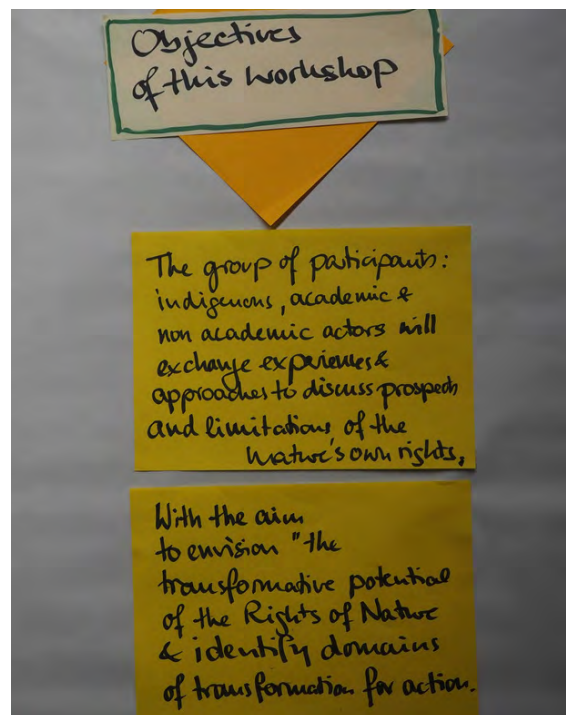 Objectives
of this workshop
The group of participants:
indigenous, academic &
non academic actors will
exchange experiences &
approaches to discuss prospects
and limitations of the
Nature's own rights,
With the aim
to envision "the
transformative potential
of the Rights of Nature
& identify domains
of transformation for action.